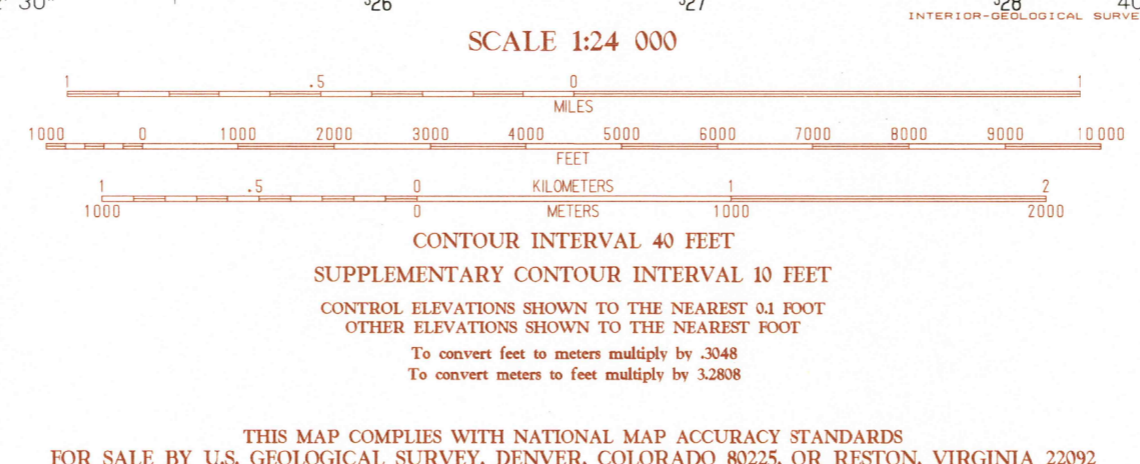 30"
326
327
328
INTERIOR-GEOLOGICAL SURVE
SCALE 1:24 000
1 .5 0 1
MILES
1000 0 1000 2000 3000 4000 5000 6000 7000 8000 9000 10 000
FEET
1 .5 0 KILOMETERS 1 2
1000 0 METERS 1000 2000
CONTOUR INTERVAL 40 FEET
SUPPLEMENTARY CONTOUR INTERVAL 10 FEET
CONTROL ELEVATIONS SHOWN TO THE NEAREST 0.1 FOOT
OTHER ELEVATIONS SHOWN TO THE NEAREST FOOT
To convert feet to meters multiply by .3048
To convert meters to feet multiply by 3.2808
THIS MAP COMPLIES WITH NATIONAL MAP ACCURACY STANDARDS
FOR SALE BY U.S. GEOLOGICAL SURVEY, DENVER, COLORADO 80225, OR RESTON, VIRGINIA 22092